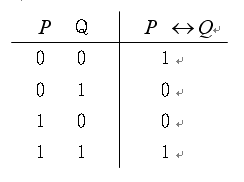 P Q P ↔ Q↵
0 0 1 ↵
0 1 0 ↵
1 0 0 ↵
1 1 1 ↵